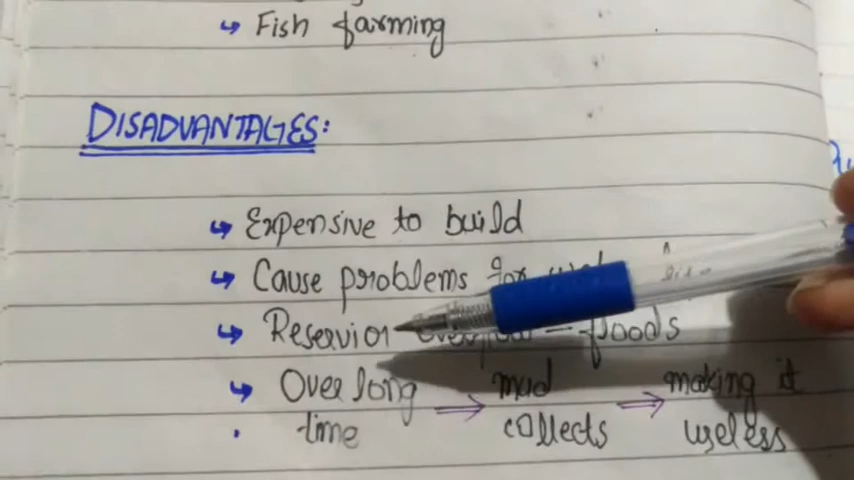 ↳ Fish farming
DISADVANTAGES:
↳ Expensive to build
↳ Cause problems for
↳ Reservior — floods
↳ Over long time ⇒ mud collects ⇒ making it useless